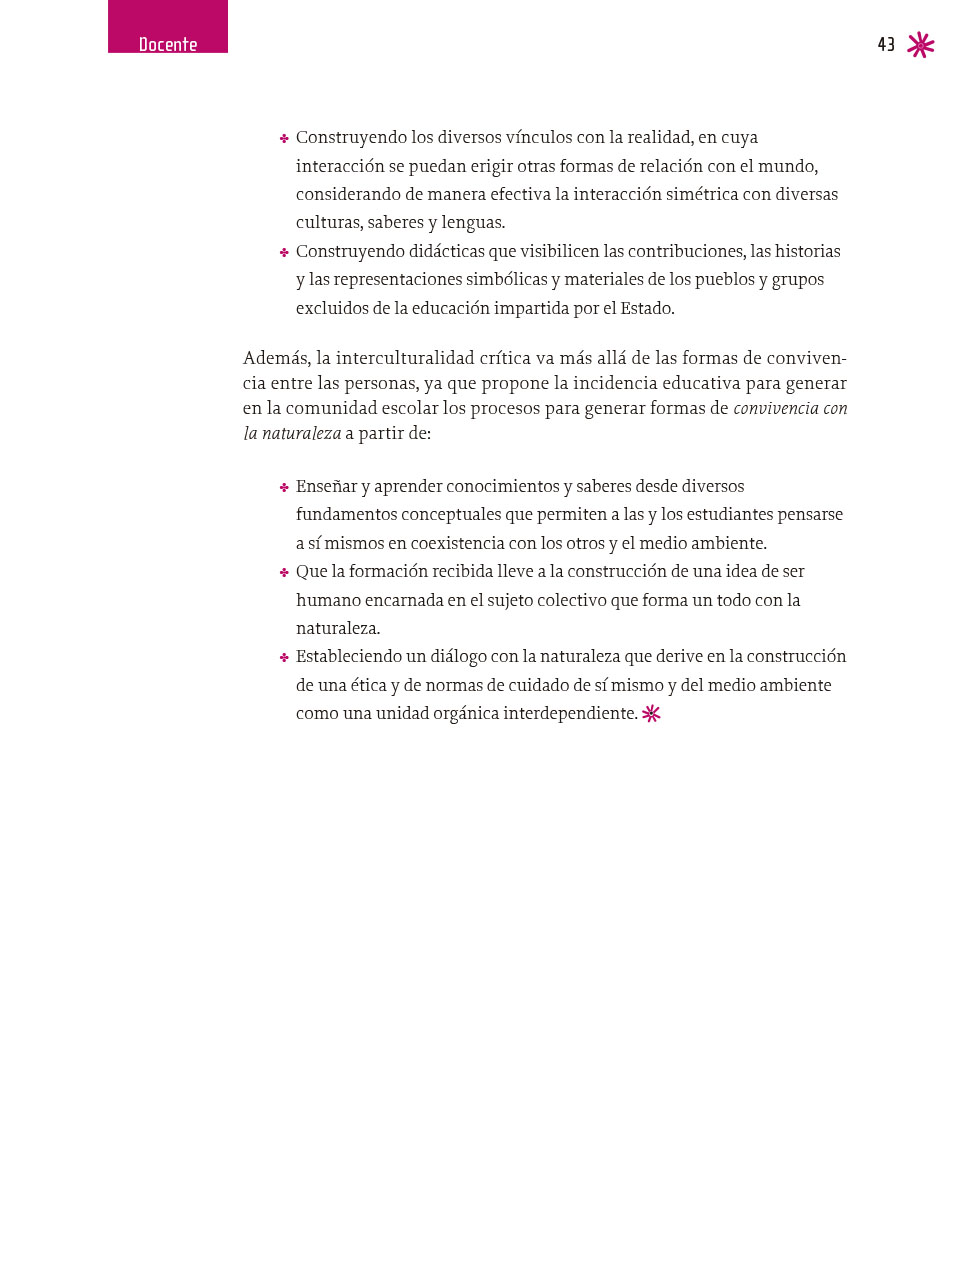 Docente
43
✤ Construyendo los diversos vínculos con la realidad, en cuya
interacción se puedan erigir otras formas de relación con el mundo,
considerando de manera efectiva la interacción simétrica con diversas
culturas, saberes y lenguas.
✤ Construyendo didácticas que visibilicen las contribuciones, las historias
y las representaciones simbólicas y materiales de los pueblos y grupos
excluidos de la educación impartida por el Estado.
Además, la interculturalidad crítica va más allá de las formas de conviven-
cia entre las personas, ya que propone la incidencia educativa para generar
en la comunidad escolar los procesos para generar formas de convivencia con
la naturaleza a partir de:
✤ Enseñar y aprender conocimientos y saberes desde diversos
fundamentos conceptuales que permiten a las y los estudiantes pensarse
a sí mismos en coexistencia con los otros y el medio ambiente.
✤ Que la formación recibida lleve a la construcción de una idea de ser
humano encarnada en el sujeto colectivo que forma un todo con la
naturaleza.
✤ Estableciendo un diálogo con la naturaleza que derive en la construcción
de una ética y de normas de cuidado de sí mismo y del medio ambiente
como una unidad orgánica interdependiente.